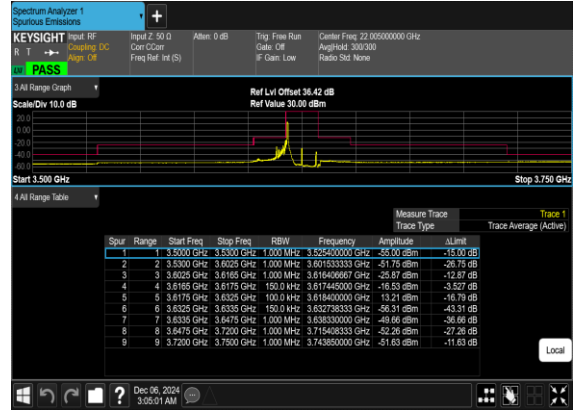 Spectrum Analyzer 1
Spurious Emissions
KEYSIGHT Input: RF Input Z: 50 Ω Atten: 0 dB Trig: Free Run Center Freq: 22.005000000 GHz
R T Coupling: DC Corr CCorr Gate: Off Avg|Hold: 300/300
Align: Off Freq Ref: Int (S) IF Gain: Low Radio Std: None
PASS
3 All Range Graph
Ref Lvl Offset 36.42 dB
Scale/Div 10.0 dB Ref Value 30.00 dBm
20.0
0.00
-20.0
-40.0
-60.0
Start 3.500 GHz Stop 3.750 GHz
4 All Range Table
Measure Trace Trace 1
Trace Type Trace Average (Active)
Spur Range Start Freq Stop Freq RBW Frequency Amplitude ΔLimit
1 1 3.5000 GHz 3.5300 GHz 1.000 MHz 3.525400000 GHz -55.00 dBm -15.00 dB
2 2 3.5300 GHz 3.6025 GHz 1.000 MHz 3.601533333 GHz -51.75 dBm -26.75 dB
3 3 3.6025 GHz 3.6165 GHz 1.000 MHz 3.616406667 GHz -25.87 dBm -12.87 dB
4 4 3.6165 GHz 3.6175 GHz 150.0 kHz 3.617445000 GHz -16.53 dBm -3.527 dB
5 5 3.6175 GHz 3.6325 GHz 100.0 kHz 3.618400000 GHz 13.21 dBm -16.79 dB
6 6 3.6325 GHz 3.6335 GHz 150.0 kHz 3.632738333 GHz -56.31 dBm -43.31 dB
7 7 3.6335 GHz 3.6475 GHz 1.000 MHz 3.638330000 GHz -49.66 dBm -36.66 dB
8 8 3.6475 GHz 3.7200 GHz 1.000 MHz 3.715408333 GHz -52.26 dBm -27.26 dB
9 9 3.7200 GHz 3.7500 GHz 1.000 MHz 3.743850000 GHz -51.63 dBm -11.63 dB
Local
Dec 06, 2024
3:05:01 AM